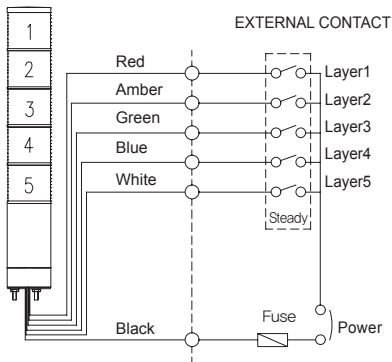 EXTERNAL CONTACT
1
2
3
4
5
Red
Amber
Green
Blue
White
Black
Layer1
Layer2
Layer3
Layer4
Layer5
Steady
Fuse
Power